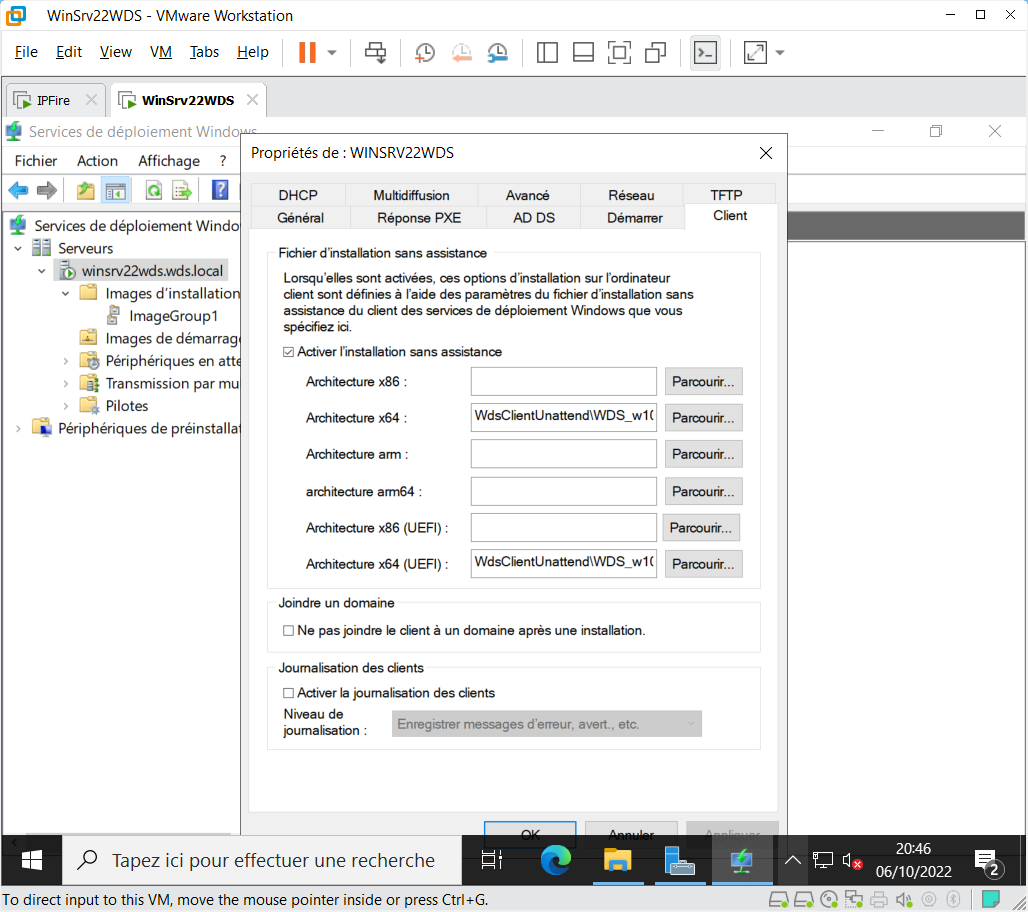 WinSrv22WDS - VMware Workstation
File Edit View VM Tabs Help
IPFire
WinSrv22WDS
Services de déploiement Windows
Propriétés de : WINSRV22WDS
Fichier Action Affichage ?
DHCP Multidiffusion Avancé Réseau TFTP
Général Réponse PXE AD DS Démarrer Client
Services de déploiement Windo
Serveurs
winsrv22wds.wds.local
Images d'installation
ImageGroup1
Images de démarrag
Périphériques en atte
Transmission par mu
Pilotes
Périphériques de préinstallat
Fichier d'installation sans assistance
Lorsqu'elles sont activées, ces options d'installation sur l'ordinateur
client sont définies à l'aide des paramètres du fichier d'installation sans
assistance du client des services de déploiement Windows que vous
spécifiez ici.
Activer l'installation sans assistance
Architecture x86 : Parcourir...
Architecture x64 : WdsClientUnattend\WDS_w10 Parcourir...
Architecture arm : Parcourir...
architecture arm64 : Parcourir...
Architecture x86 (UEFI) : Parcourir...
Architecture x64 (UEFI) : WdsClientUnattend\WDS_w10 Parcourir...
Joindre un domaine
Ne pas joindre le client à un domaine après une installation.
Journalisation des clients
Activer la journalisation des clients
Niveau de
journalisation :
Enregistrer messages d'erreur, avert., etc.
OK Annuler Appliquer
Tapez ici pour effectuer une recherche
20:46
06/10/2022
2
To direct input to this VM, move the mouse pointer inside or press Ctrl+G.